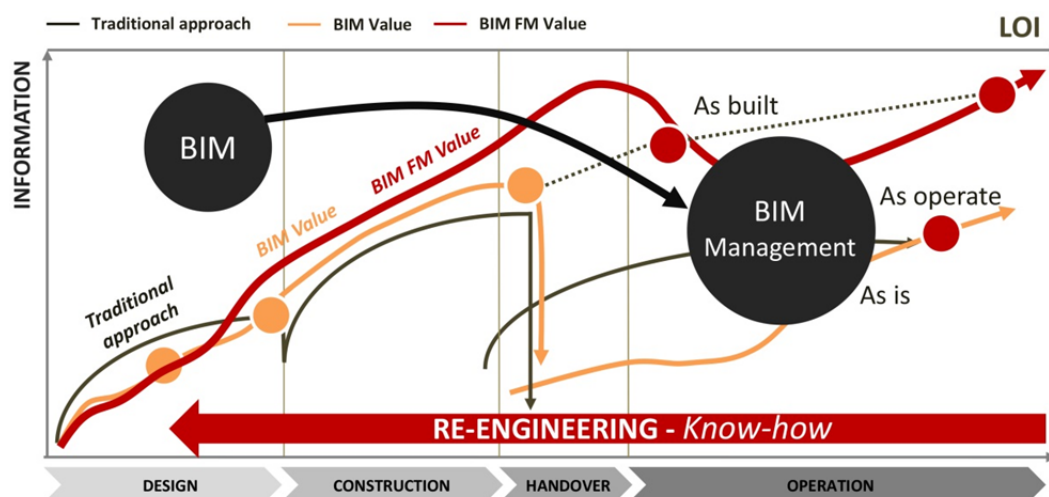 Traditional approach
BIM Value
BIM FM Value
LOI
INFORMATION
BIM
As built
BIM FM Value
BIM Value
BIM
Management
As operate
As is
Traditional
approach
RE-ENGINEERING - Know-how
DESIGN
CONSTRUCTION
HANDOVER
OPERATION